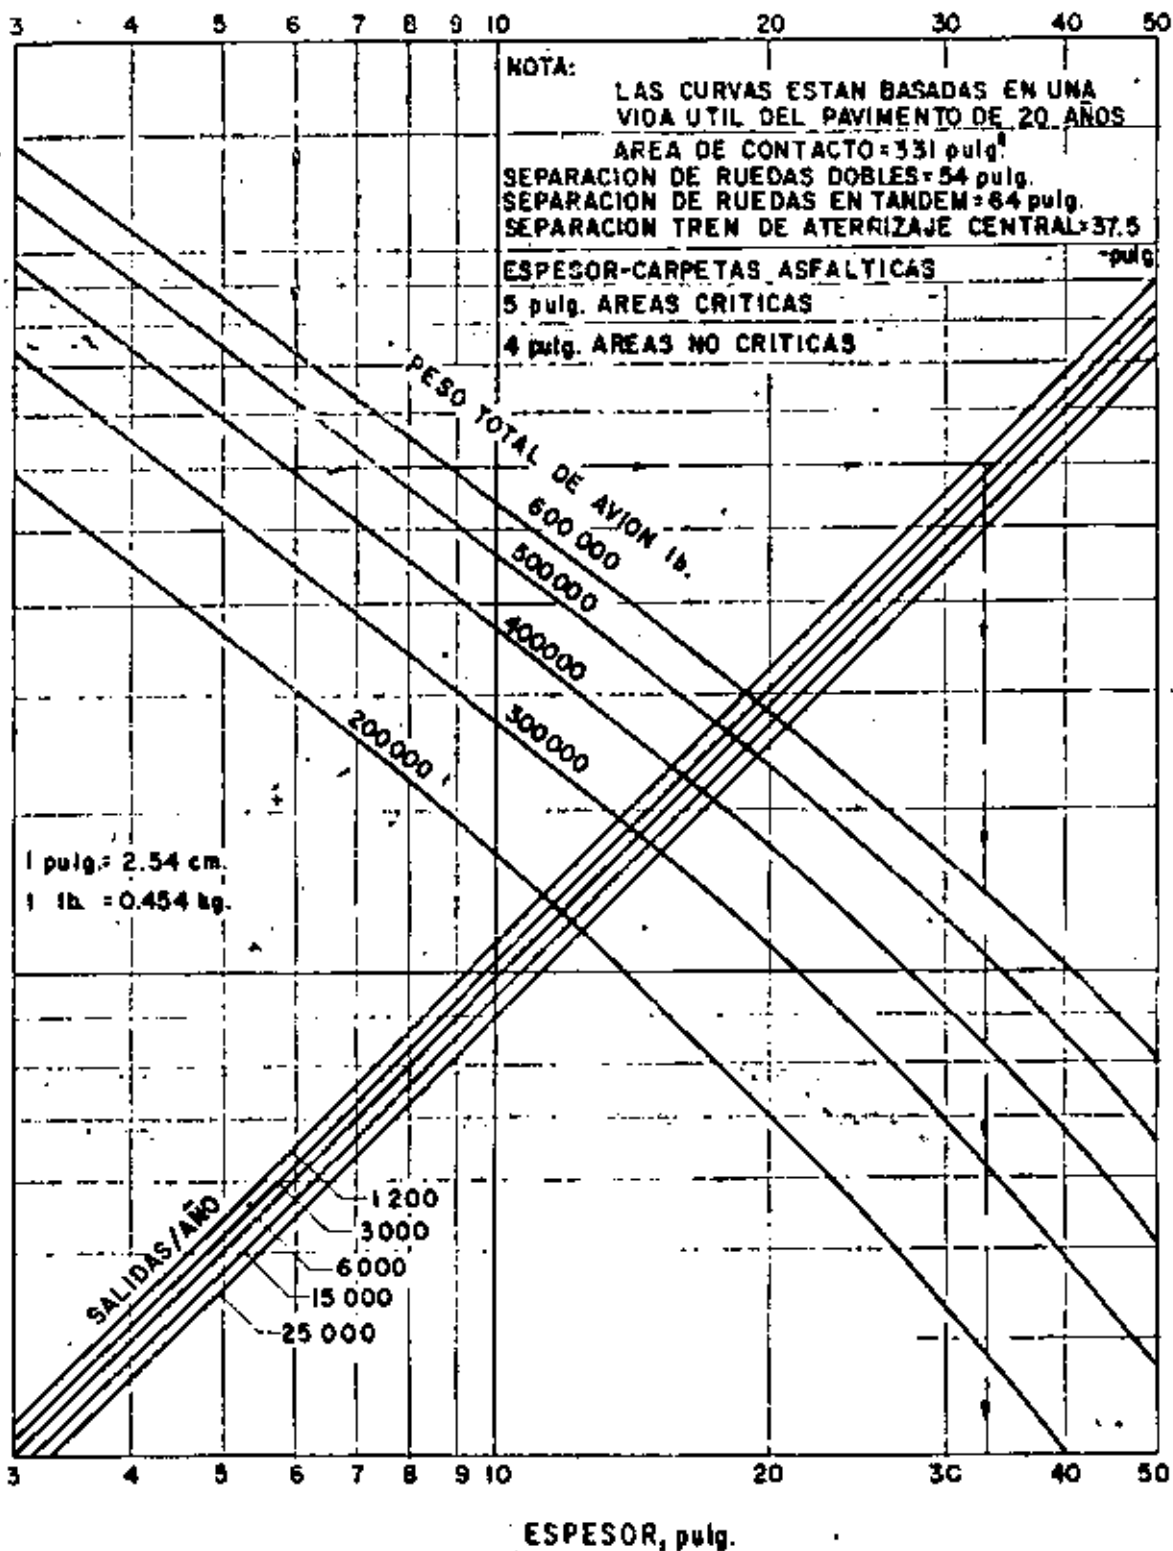 3 4 5 6 7 8 9 10 20 30 40 50
NOTA:
LAS CURVAS ESTAN BASADAS EN UNA
VIDA UTIL DEL PAVIMENTO DE 20 AÑOS
AREA DE CONTACTO=331 pulg²
SEPARACION DE RUEDAS DOBLES=54 pulg.
SEPARACION DE RUEDAS EN TANDEM=64 pulg.
SEPARACION TREN DE ATERRIZAJE CENTRAL=37.5
-pulg
ESPESOR-CARPETAS ASFALTICAS
5 pulg. AREAS CRITICAS
4 pulg. AREAS NO CRITICAS
PESO TOTAL DE AVION lb.
600 000
500000
400000
300000
200000
1 pulg.= 2.54 cm.
1 lb. = 0.454 kg.
SALIDAS/AÑO
1 200
3000
6000
15 000
25 000
3 4 5 6 7 8 9 10 20 30 40 50
ESPESOR, pulg.